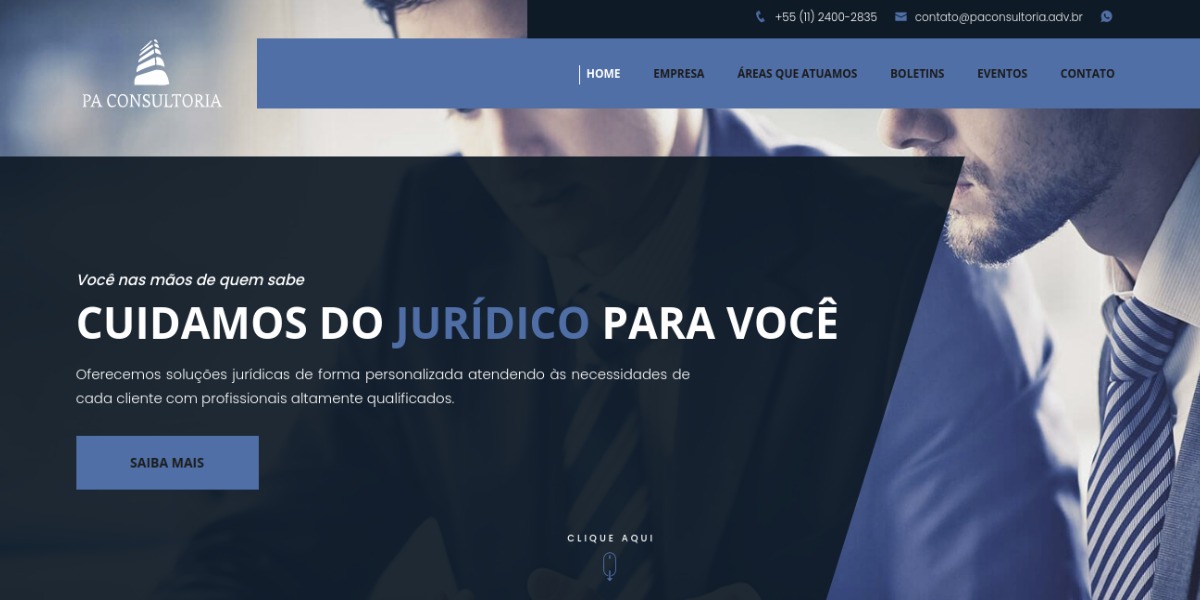 +55 (11) 2400-2835 contato@paconsultoria.adv.br
PA CONSULTORIA
HOME EMPRESA ÁREAS QUE ATUAMOS BOLETINS EVENTOS CONTATO
Você nas mãos de quem sabe
CUIDAMOS DO JURÍDICO PARA VOCÊ
Oferecemos soluções jurídicas de forma personalizada atendendo às necessidades de
cada cliente com profissionais altamente qualificados.
SAIBA MAIS
CLIQUE AQUI